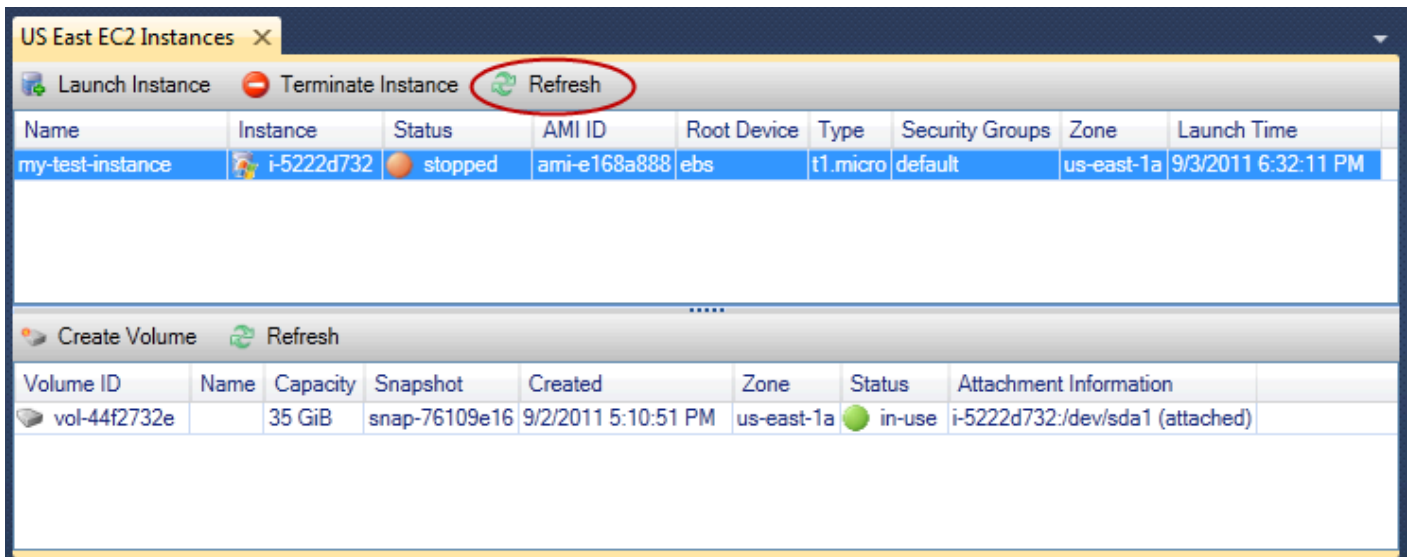 US East EC2 Instances
Launch Instance Terminate Instance Refresh
Name Instance Status AMI ID Root Device Type Security Groups Zone Launch Time
my-test-instance i-5222d732 stopped ami-e168a888 ebs t1.micro default us-east-1a 9/3/2011 6:32:11 PM
Create Volume Refresh
Volume ID Name Capacity Snapshot Created Zone Status Attachment Information
vol-44f2732e 35 GiB snap-76109e16 9/2/2011 5:10:51 PM us-east-1a in-use i-5222d732:/dev/sda1 (attached)